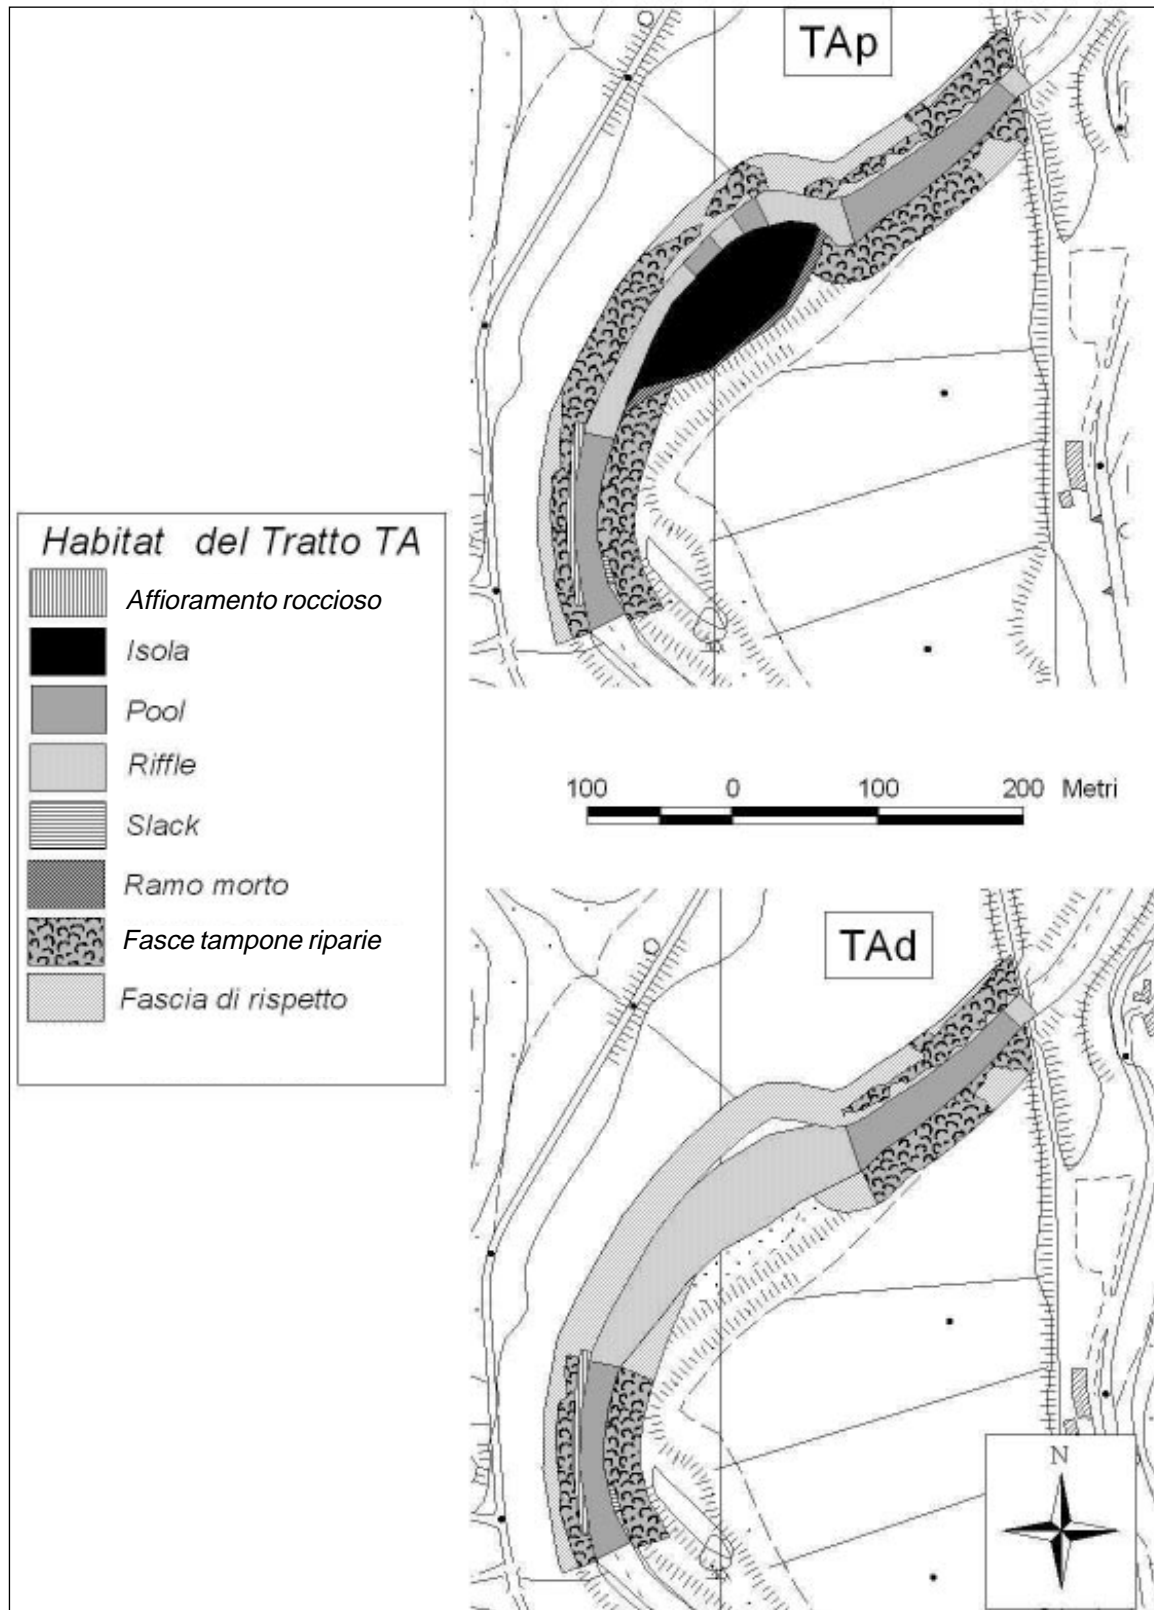 TAp
Habitat del Tratto TA
Affioramento roccioso
Isola
Pool
Riffle
Slack
Ramo morto
Fasce tampone riparie
Fascia di rispetto
100 0 100 200 Metri
TAd
N